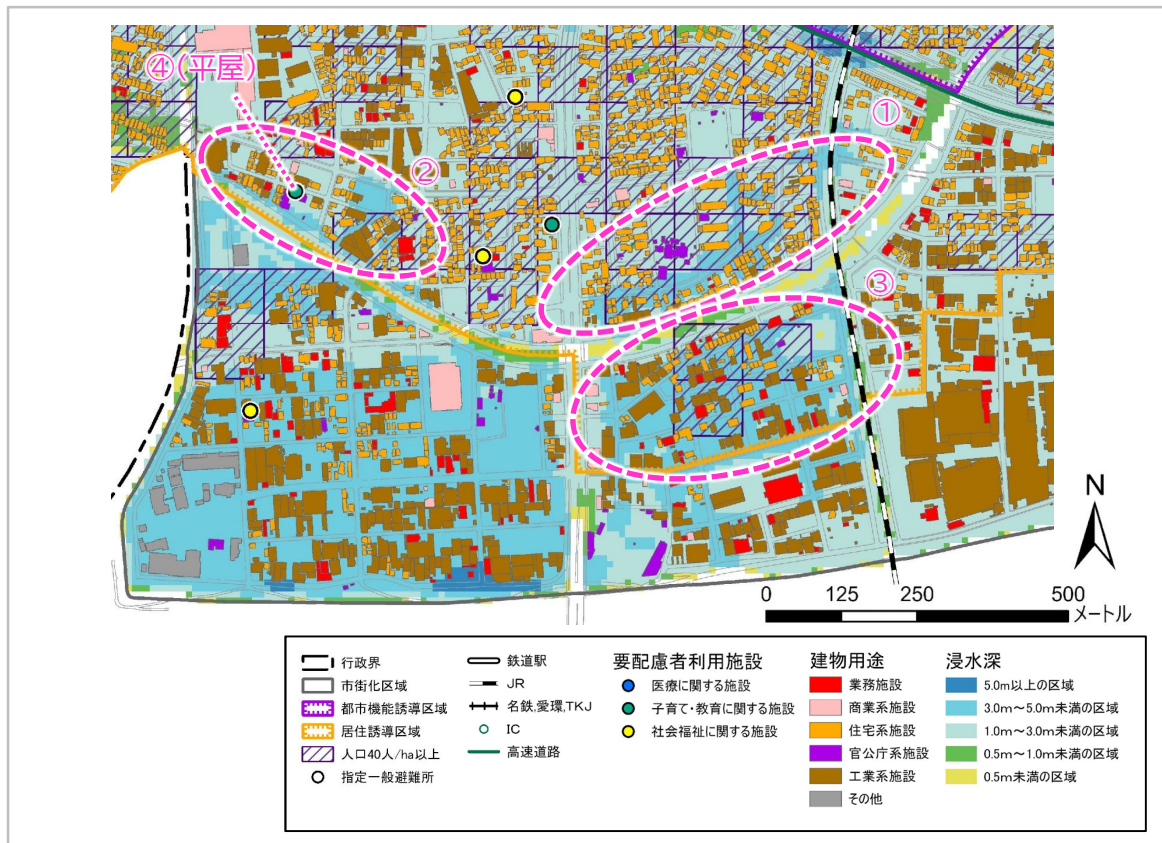 ④(平屋)
①
②
③
N
0 125 250 500
メートル
行政界
市街化区域
都市機能誘導区域
居住誘導区域
人口40人/ha以上
指定一般避難所
鉄道駅
JR
名鉄,愛環,TKJ
IC
高速道路
要配慮者利用施設
医療に関する施設
子育て・教育に関する施設
社会福祉に関する施設
建物用途
業務施設
商業系施設
住宅系施設
官公庁系施設
工業系施設
その他
浸水深
5.0m以上の区域
3.0m～5.0m未満の区域
1.0m～3.0m未満の区域
0.5m～1.0m未満の区域
0.5m未満の区域